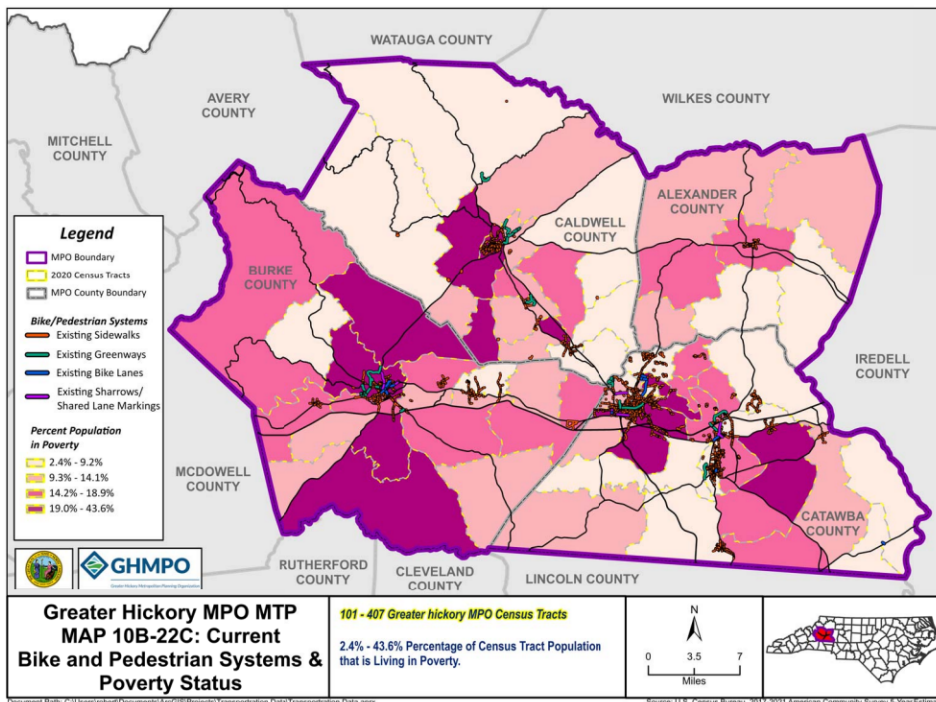 WATAUGA COUNTY
AVERY
COUNTY
WILKES COUNTY
MITCHELL
COUNTY
ALEXANDER
COUNTY
CALDWELL
COUNTY
BURKE
COUNTY
IREDELL
COUNTY
MCDOWELL
COUNTY
CATAWBA
COUNTY
RUTHERFORD
COUNTY
CLEVELAND
COUNTY
LINCOLN COUNTY
Legend
MPO Boundary
2020 Census Tracts
MPO County Boundary
Bike/Pedestrian Systems
Existing Sidewalks
Existing Greenways
Existing Bike Lanes
Existing Sharrows/
Shared Lane Markings
Percent Population
in Poverty
2.4% - 9.2%
9.3% - 14.1%
14.2% - 18.9%
19.0% - 43.6%
GHMPO
Greater Hickory Metropolitan Planning Organization
Greater Hickory MPO MTP
MAP 10B-22C: Current
Bike and Pedestrian Systems &
Poverty Status
101 - 407 Greater hickory MPO Census Tracts
2.4% - 43.6% Percentage of Census Tract Population
that is Living in Poverty.
N
0 3.5 7
Miles